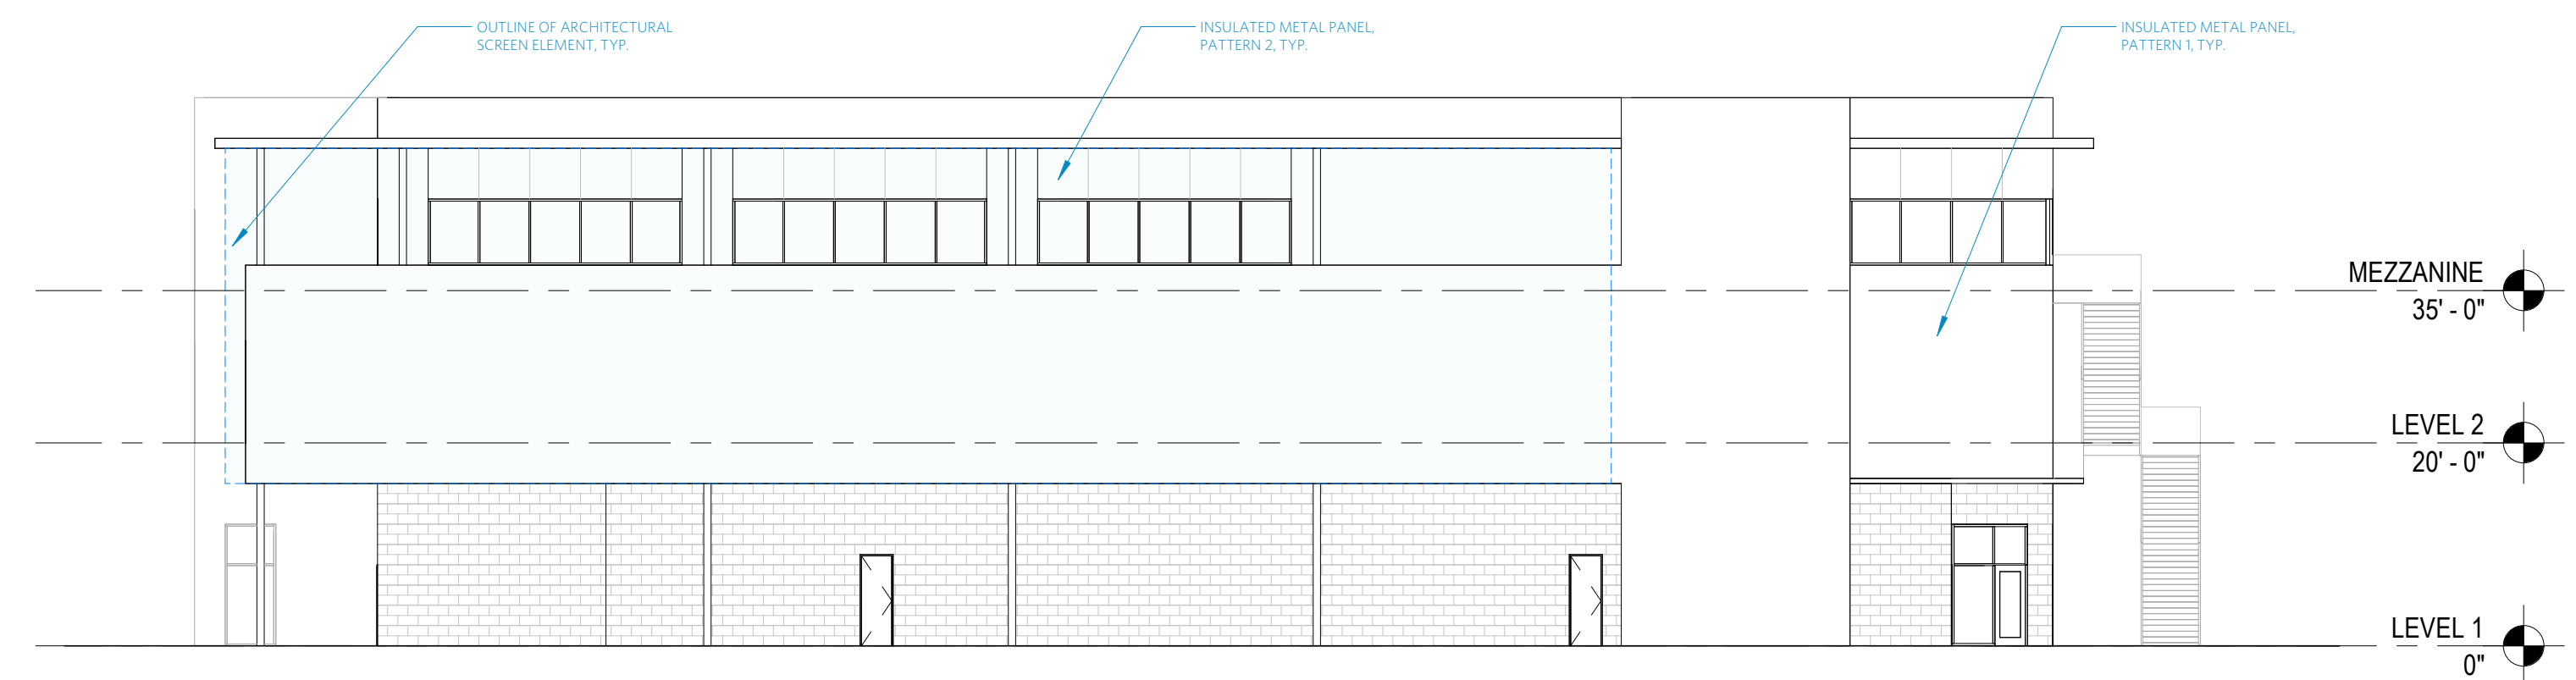 OUTLINE OF ARCHITECTURAL
SCREEN ELEMENT, TYP.
INSULATED METAL PANEL,
PATTERN 2, TYP.
INSULATED METAL PANEL,
PATTERN 1, TYP.
MEZZANINE
35' - 0"
LEVEL 2
20' - 0"
LEVEL 1
0"